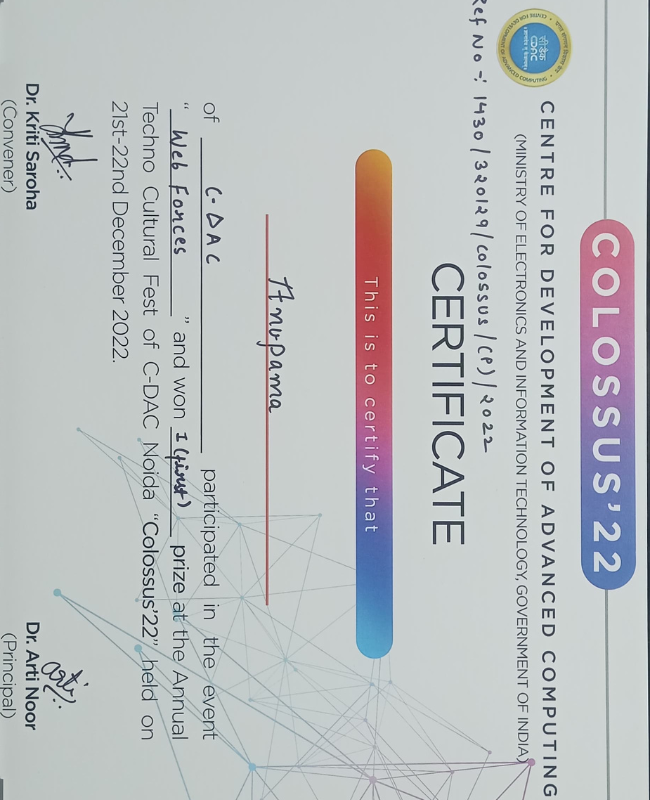 COLOSSUS'22
CENTRE FOR DEVELOPMENT OF ADVANCED COMPUTING
(MINISTRY OF ELECTRONICS AND INFORMATION TECHNOLOGY, GOVERNMENT OF INDIA)
Ref No :- 1430/320129/Colossus/(P)/2022
CERTIFICATE
This is to certify that
Anupama
of C-DAC participated in the event
“ Web Forces ” and won 1 (first) prize at the Annual
Techno Cultural Fest of C-DAC Noida “Colossus'22” held on
21st-22nd December 2022.
Dr. Kriti Saroha
(Convener)
Dr. Arti Noor
(Principal)